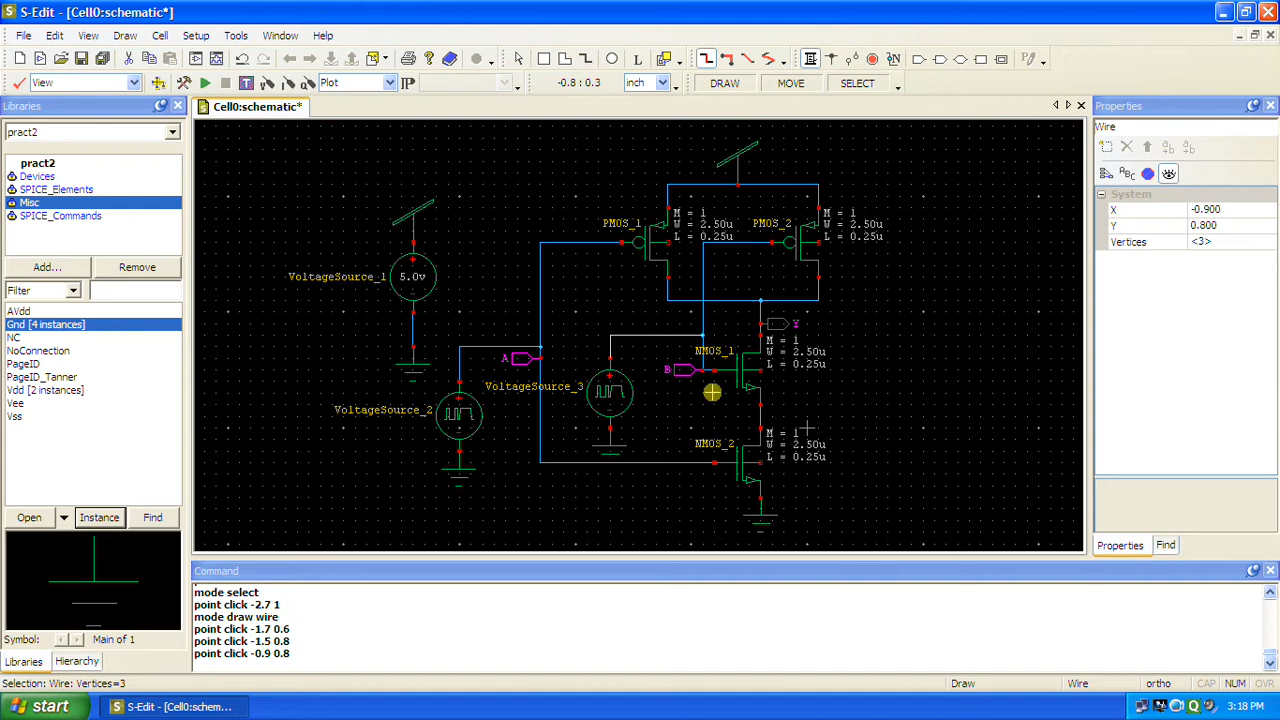 S-Edit - [Cell0:schematic*]
File Edit View Draw Cell Setup Tools Window Help
View Plot -0.8 : 0.3 inch DRAW MOVE SELECT
Libraries
Cell0:schematic*
Properties
pract2
Wire
pract2
Devices
SPICE_Elements
Misc
SPICE_Commands
Add... Remove
Filter
AVdd
Gnd [4 instances]
NC
NoConnection
PageID
PageID_Tanner
Vdd [2 instances]
Vee
Vss
Open Instance Find
Symbol: Main of 1
Libraries Hierarchy
PMOS_1
M = 1
W = 2.50u
L = 0.25u
PMOS_2
M = 1
W = 2.50u
L = 0.25u
VoltageSource_1
5.0v
A
VoltageSource_2
VoltageSource_3
B
Y
NMOS_1
M = 1
W = 2.50u
L = 0.25u
NMOS_2
M = 1
W = 2.50u
L = 0.25u
System
X -0.900
Y 0.800
Vertices <3>
Properties Find
Command
mode select
point click -2.7 1
mode draw wire
point click -1.7 0.6
point click -1.5 0.8
point click -0.9 0.8
Selection: Wire: Vertices=3 Draw Wire ortho CAP NUM OVR
start S-Edit - [Cell0:schem... 3:18 PM